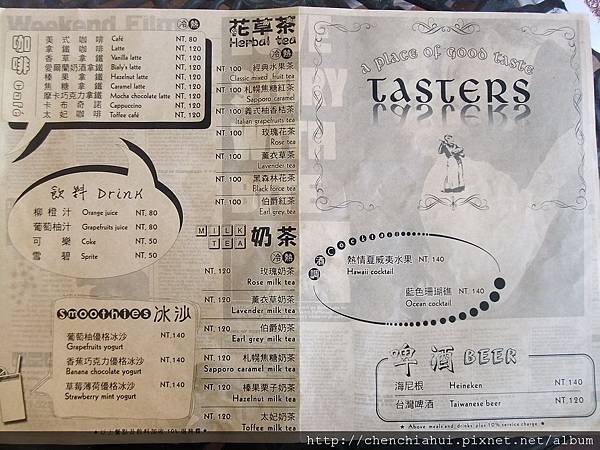 Weekend Film
咖啡 Café
冷 熱
美式咖啡 Café NT. 80
拿鐵咖啡 Latte NT. 120
香草拿鐵 Vanilla latte NT. 120
愛爾蘭奶酒拿鐵 Bialy's latte NT. 120
榛果拿鐵 Hazelnut latte NT. 120
焦糖拿鐵 Caramel latte NT. 120
摩卡巧克力拿鐵 Mocha chocolate latte NT. 120
卡布奇諾 Cappuccino NT. 120
太妃咖啡 Toffee café NT. 120
飲料 Drink
柳橙汁 Orange juice NT. 80
葡萄柚汁 Grapefruits juice NT. 80
可樂 Coke NT. 50
雪碧 Sprite NT. 50
Smoothies 冰沙
葡萄柚優格冰沙 NT.140
Grapefruits yogurt
香蕉巧克力優格冰沙 NT.140
Banana chocolate yogurt
草莓薄荷優格冰沙 NT.140
Strawberry mint yogurt
花草茶
Herbal tea
冷 熱
NT. 100 經典水果茶
Classic mixed fruit tea
NT. 100 札幌焦糖紅茶
Sapporo caramel
NT. 100 義式柚香桔茶
Italian grapefruits tea
NT. 100 玫瑰花茶
Rose tea
NT. 100 薰衣草茶
Lavender tea
NT. 100 黑森林花茶
Black force tea
NT. 100 伯爵紅茶
Earl grey tea
MILK TEA 奶茶
冷 熱
NT. 120 玫瑰奶茶
Rose milk tea
NT. 120 薰衣草奶茶
Lavender milk tea
NT. 120 伯爵奶茶
Earl grey milk tea
NT. 120 札幌焦糖奶茶
Sapporo caramel milk tea
NT. 120 榛果栗子奶茶
Hazelnut milk tea
NT. 120 太妃奶茶
Toffee milk tea
a place of good taste
TASTERS
調酒 Cocktail
熱情夏威夷水果 NT. 140
Hawaii cocktail
藍色珊瑚礁 NT. 140
Ocean cocktail
啤酒 BEER
海尼根 Heineken NT. 140
台灣啤酒 Taiwanese beer NT. 120
★ Above meals and drinks plus 10% service charge ★
http://chenchiahui.pixnet.net/album